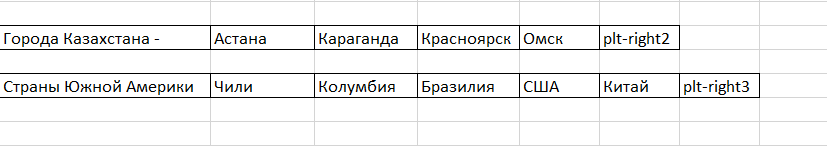 Города Казахстана - Астана Караганда Красноярск Омск plt-right2
Страны Южной Америки Чили Колумбия Бразилия США Китай plt-right3